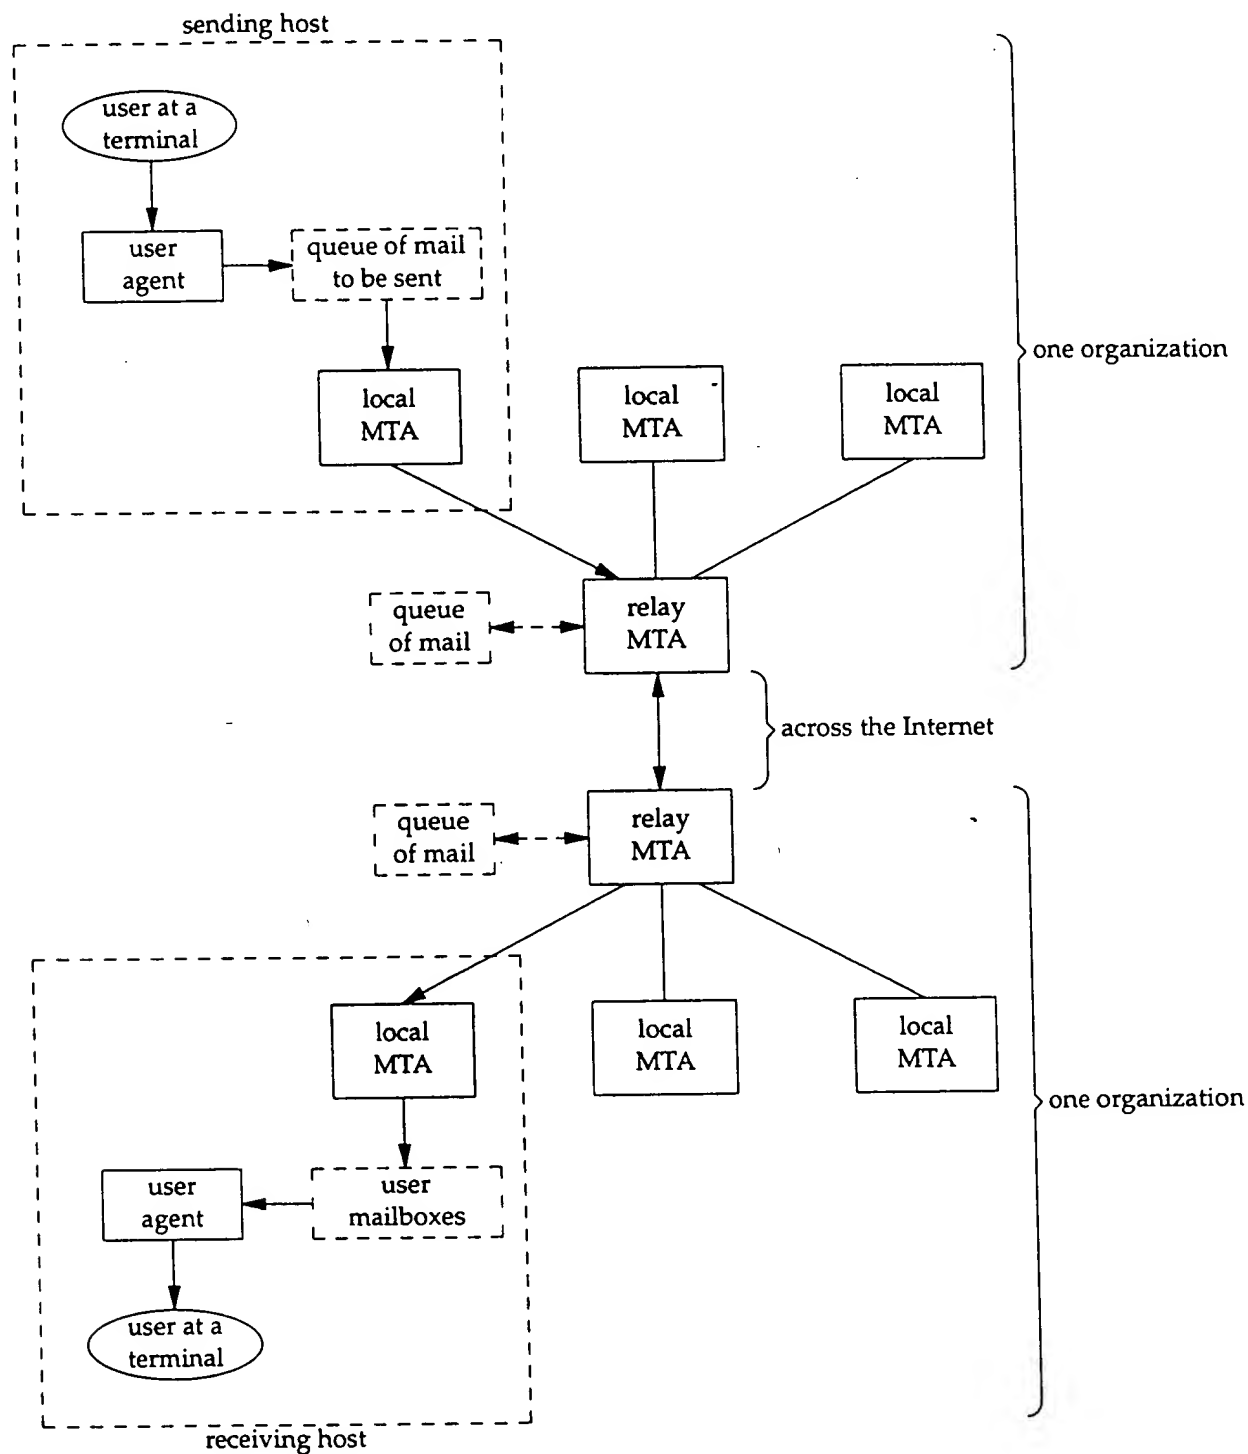 sending host
user at a
terminal
user
agent
queue of mail
to be sent
local
MTA
local
MTA
local
MTA
one organization
queue
of mail
relay
MTA
across the Internet
queue
of mail
relay
MTA
local
MTA
local
MTA
local
MTA
one organization
user
agent
user
mailboxes
user at a
terminal
receiving host